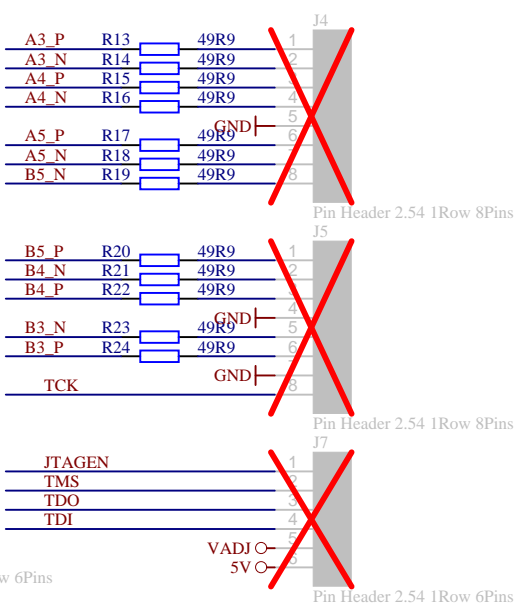 J4
A3_P R13 49R9 1
A3_N R14 49R9 2
A4_P R15 49R9 3
A4_N R16 49R9 4
GND 5
A5_P R17 49R9 6
A5_N R18 49R9
B5_N R19 49R9 8
Pin Header 2.54 1Row 8Pins
J5
B5_P R20 49R9 1
B4_N R21 49R9 2
B4_P R22 49R9 3
GND 4
B3_N R23 49R9 5
B3_P R24 49R9 6
GND
TCK 8
Pin Header 2.54 1Row 8Pins
J7
JTAGEN 1
TMS 2
TDO 3
TDI 4
VADJ 5
5V 6
w 6Pins
Pin Header 2.54 1Row 6Pins